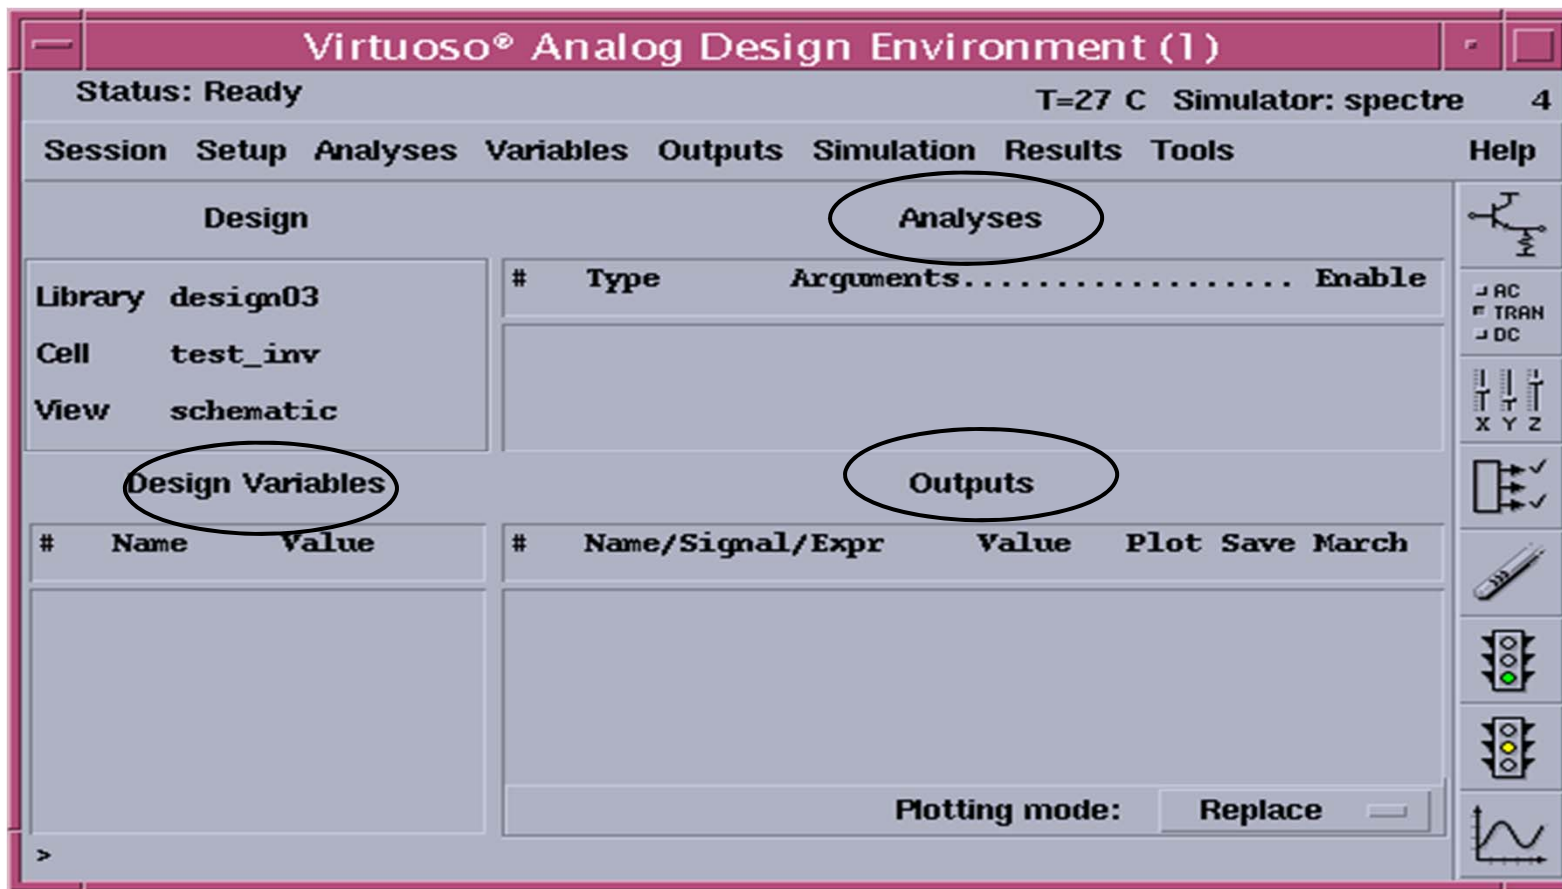 Virtuoso® Analog Design Environment (1)
Status: Ready T=27 C Simulator: spectre 4
Session Setup Analyses Variables Outputs Simulation Results Tools Help
Design Analyses
# Type Arguments.................. Enable
Library design03
Cell test_inv
View schematic
AC
TRAN
DC
X Y Z
Design Variables Outputs
# Name Value # Name/Signal/Expr Value Plot Save March
Plotting mode: Replace
>